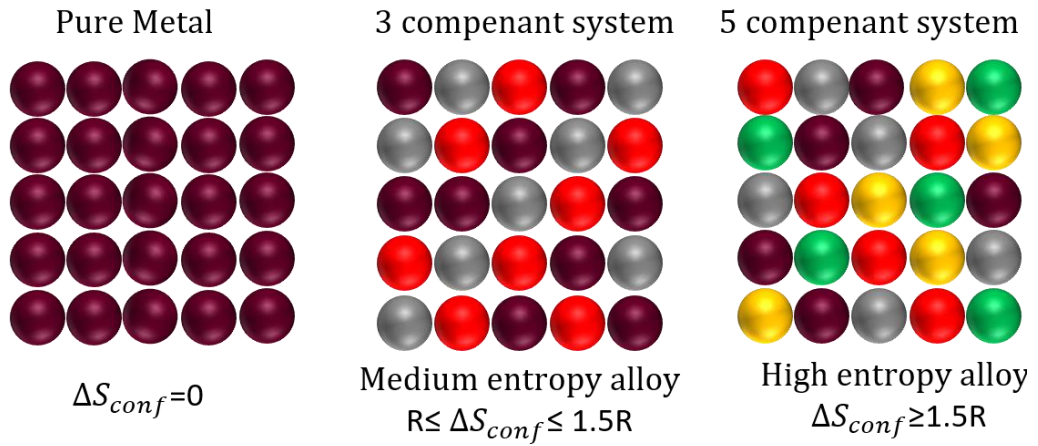 Pure Metal
3 compenant system
5 compenant system
ΔS_conf=0
Medium entropy alloy
R≤ ΔS_conf≤ 1.5R
High entropy alloy
ΔS_conf≥1.5R